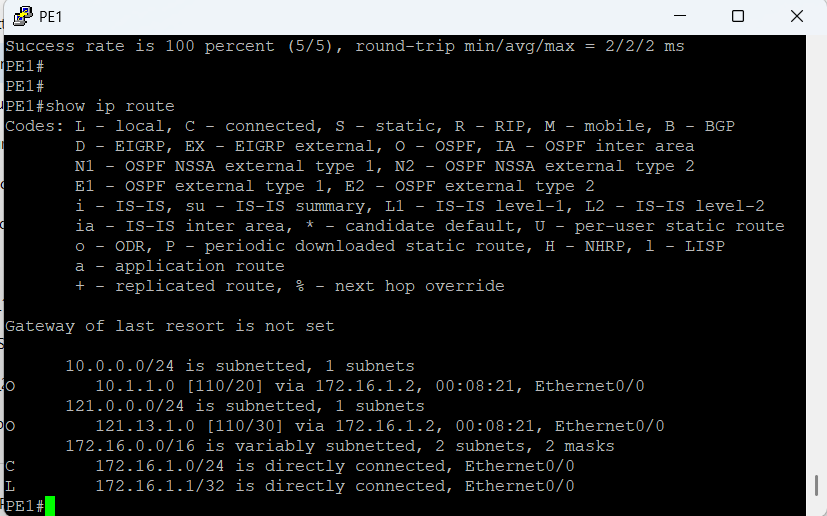 PE1
Success rate is 100 percent (5/5), round-trip min/avg/max = 2/2/2 ms
PE1#
PE1#
PE1#show ip route
Codes: L - local, C - connected, S - static, R - RIP, M - mobile, B - BGP
D - EIGRP, EX - EIGRP external, O - OSPF, IA - OSPF inter area
N1 - OSPF NSSA external type 1, N2 - OSPF NSSA external type 2
E1 - OSPF external type 1, E2 - OSPF external type 2
i - IS-IS, su - IS-IS summary, L1 - IS-IS level-1, L2 - IS-IS level-2
ia - IS-IS inter area, * - candidate default, U - per-user static route
o - ODR, P - periodic downloaded static route, H - NHRP, l - LISP
a - application route
+ - replicated route, % - next hop override
Gateway of last resort is not set
10.0.0.0/24 is subnetted, 1 subnets
O 10.1.1.0 [110/20] via 172.16.1.2, 00:08:21, Ethernet0/0
121.0.0.0/24 is subnetted, 1 subnets
O 121.13.1.0 [110/30] via 172.16.1.2, 00:08:21, Ethernet0/0
172.16.0.0/16 is variably subnetted, 2 subnets, 2 masks
C 172.16.1.0/24 is directly connected, Ethernet0/0
L 172.16.1.1/32 is directly connected, Ethernet0/0
PE1#